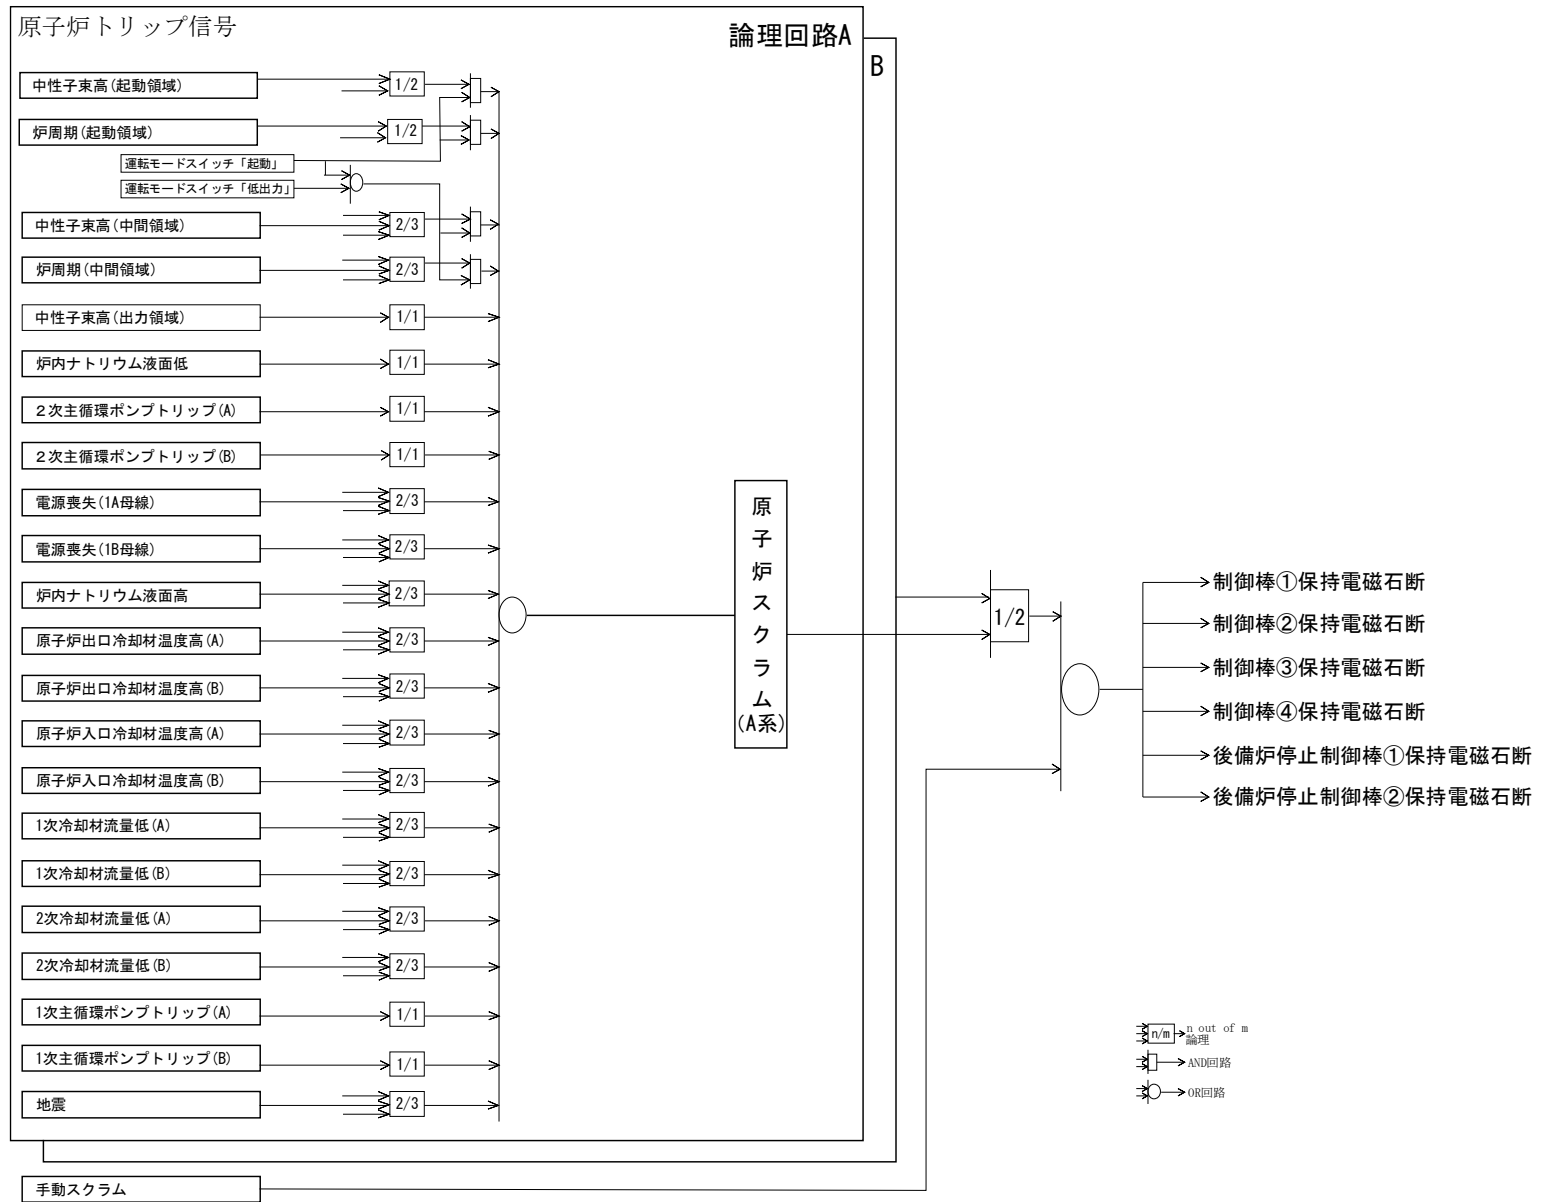 原子炉トリップ信号
論理回路A
B
中性子束高(起動領域)
1/2
炉周期(起動領域)
1/2
運転モードスイッチ「起動」
運転モードスイッチ「低出力」
中性子束高(中間領域)
2/3
炉周期(中間領域)
2/3
中性子束高(出力領域)
1/1
炉内ナトリウム液面低
1/1
２次主循環ポンプトリップ(A)
1/1
２次主循環ポンプトリップ(B)
1/1
電源喪失(1A母線)
2/3
電源喪失(1B母線)
2/3
炉内ナトリウム液面高
2/3
原子炉出口冷却材温度高(A)
2/3
原子炉出口冷却材温度高(B)
2/3
原子炉入口冷却材温度高(A)
2/3
原子炉入口冷却材温度高(B)
2/3
1次冷却材流量低(A)
2/3
1次冷却材流量低(B)
2/3
2次冷却材流量低(A)
2/3
2次冷却材流量低(B)
2/3
1次主循環ポンプトリップ(A)
1/1
1次主循環ポンプトリップ(B)
1/1
地震
2/3
手動スクラム
原子炉スクラム
(A系)
1/2
制御棒①保持電磁石断
制御棒②保持電磁石断
制御棒③保持電磁石断
制御棒④保持電磁石断
後備炉停止制御棒①保持電磁石断
後備炉停止制御棒②保持電磁石断
n/m
n out of m
論理
AND回路
OR回路